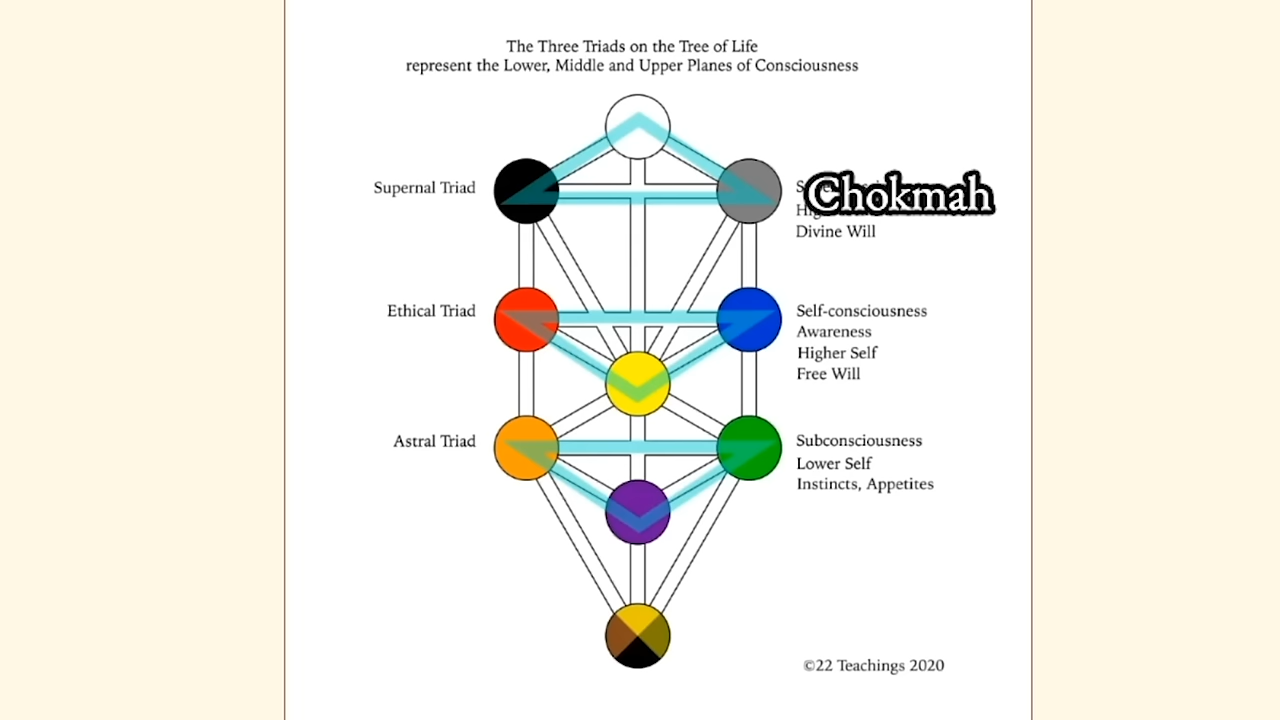 The Three Triads on the Tree of Life
represent the Lower, Middle and Upper Planes of Consciousness
Supernal Triad
Chokmah
Divine Will
Ethical Triad
Self-consciousness
Awareness
Higher Self
Free Will
Astral Triad
Subconsciousness
Lower Self
Instincts, Appetites
©22 Teachings 2020